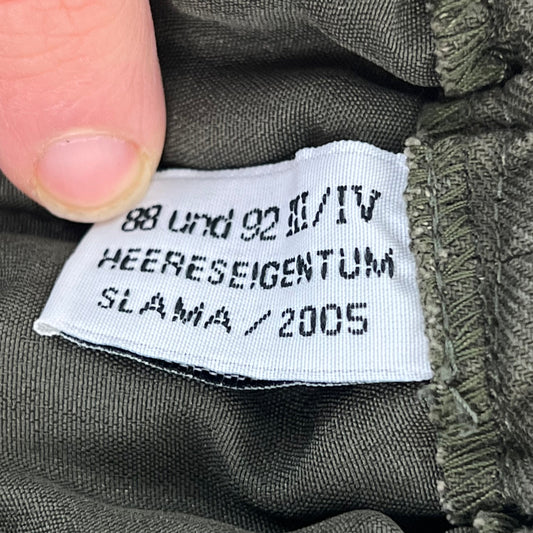 88 und 92 III/IV
HEERESEIGENTUM
SLAMA/2005